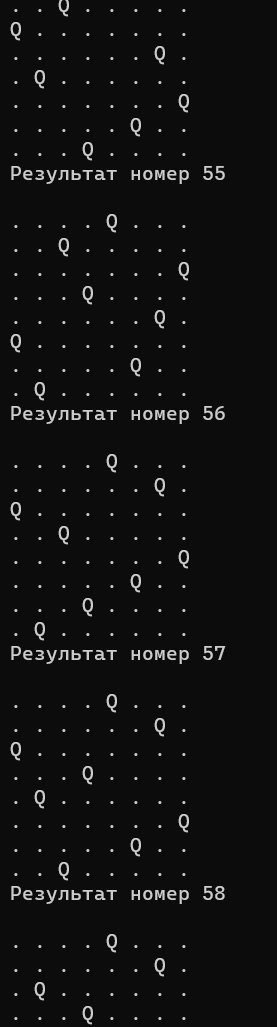 . . Q . . . . .
Q . . . . . . .
. . . . . . Q .
. Q . . . . . .
. . . . . . . Q
. . . . . Q . .
. . . Q . . . .
Результат номер 55
. . . . Q . . .
. . Q . . . . .
. . . . . . . Q
. . . Q . . . .
. . . . . . Q .
Q . . . . . . .
. . . . . Q . .
. Q . . . . . .
Результат номер 56
. . . . Q . . .
. . . . . . Q .
Q . . . . . . .
. . Q . . . . .
. . . . . . . Q
. . . . . Q . .
. . . Q . . . .
. Q . . . . . .
Результат номер 57
. . . . Q . . .
. . . . . . Q .
Q . . . . . . .
. . . Q . . . .
. Q . . . . . .
. . . . . . . Q
. . . . . Q . .
. . Q . . . . .
Результат номер 58
. . . . Q . . .
. . . . . . Q .
. Q . . . . . .
. . . Q . . . .